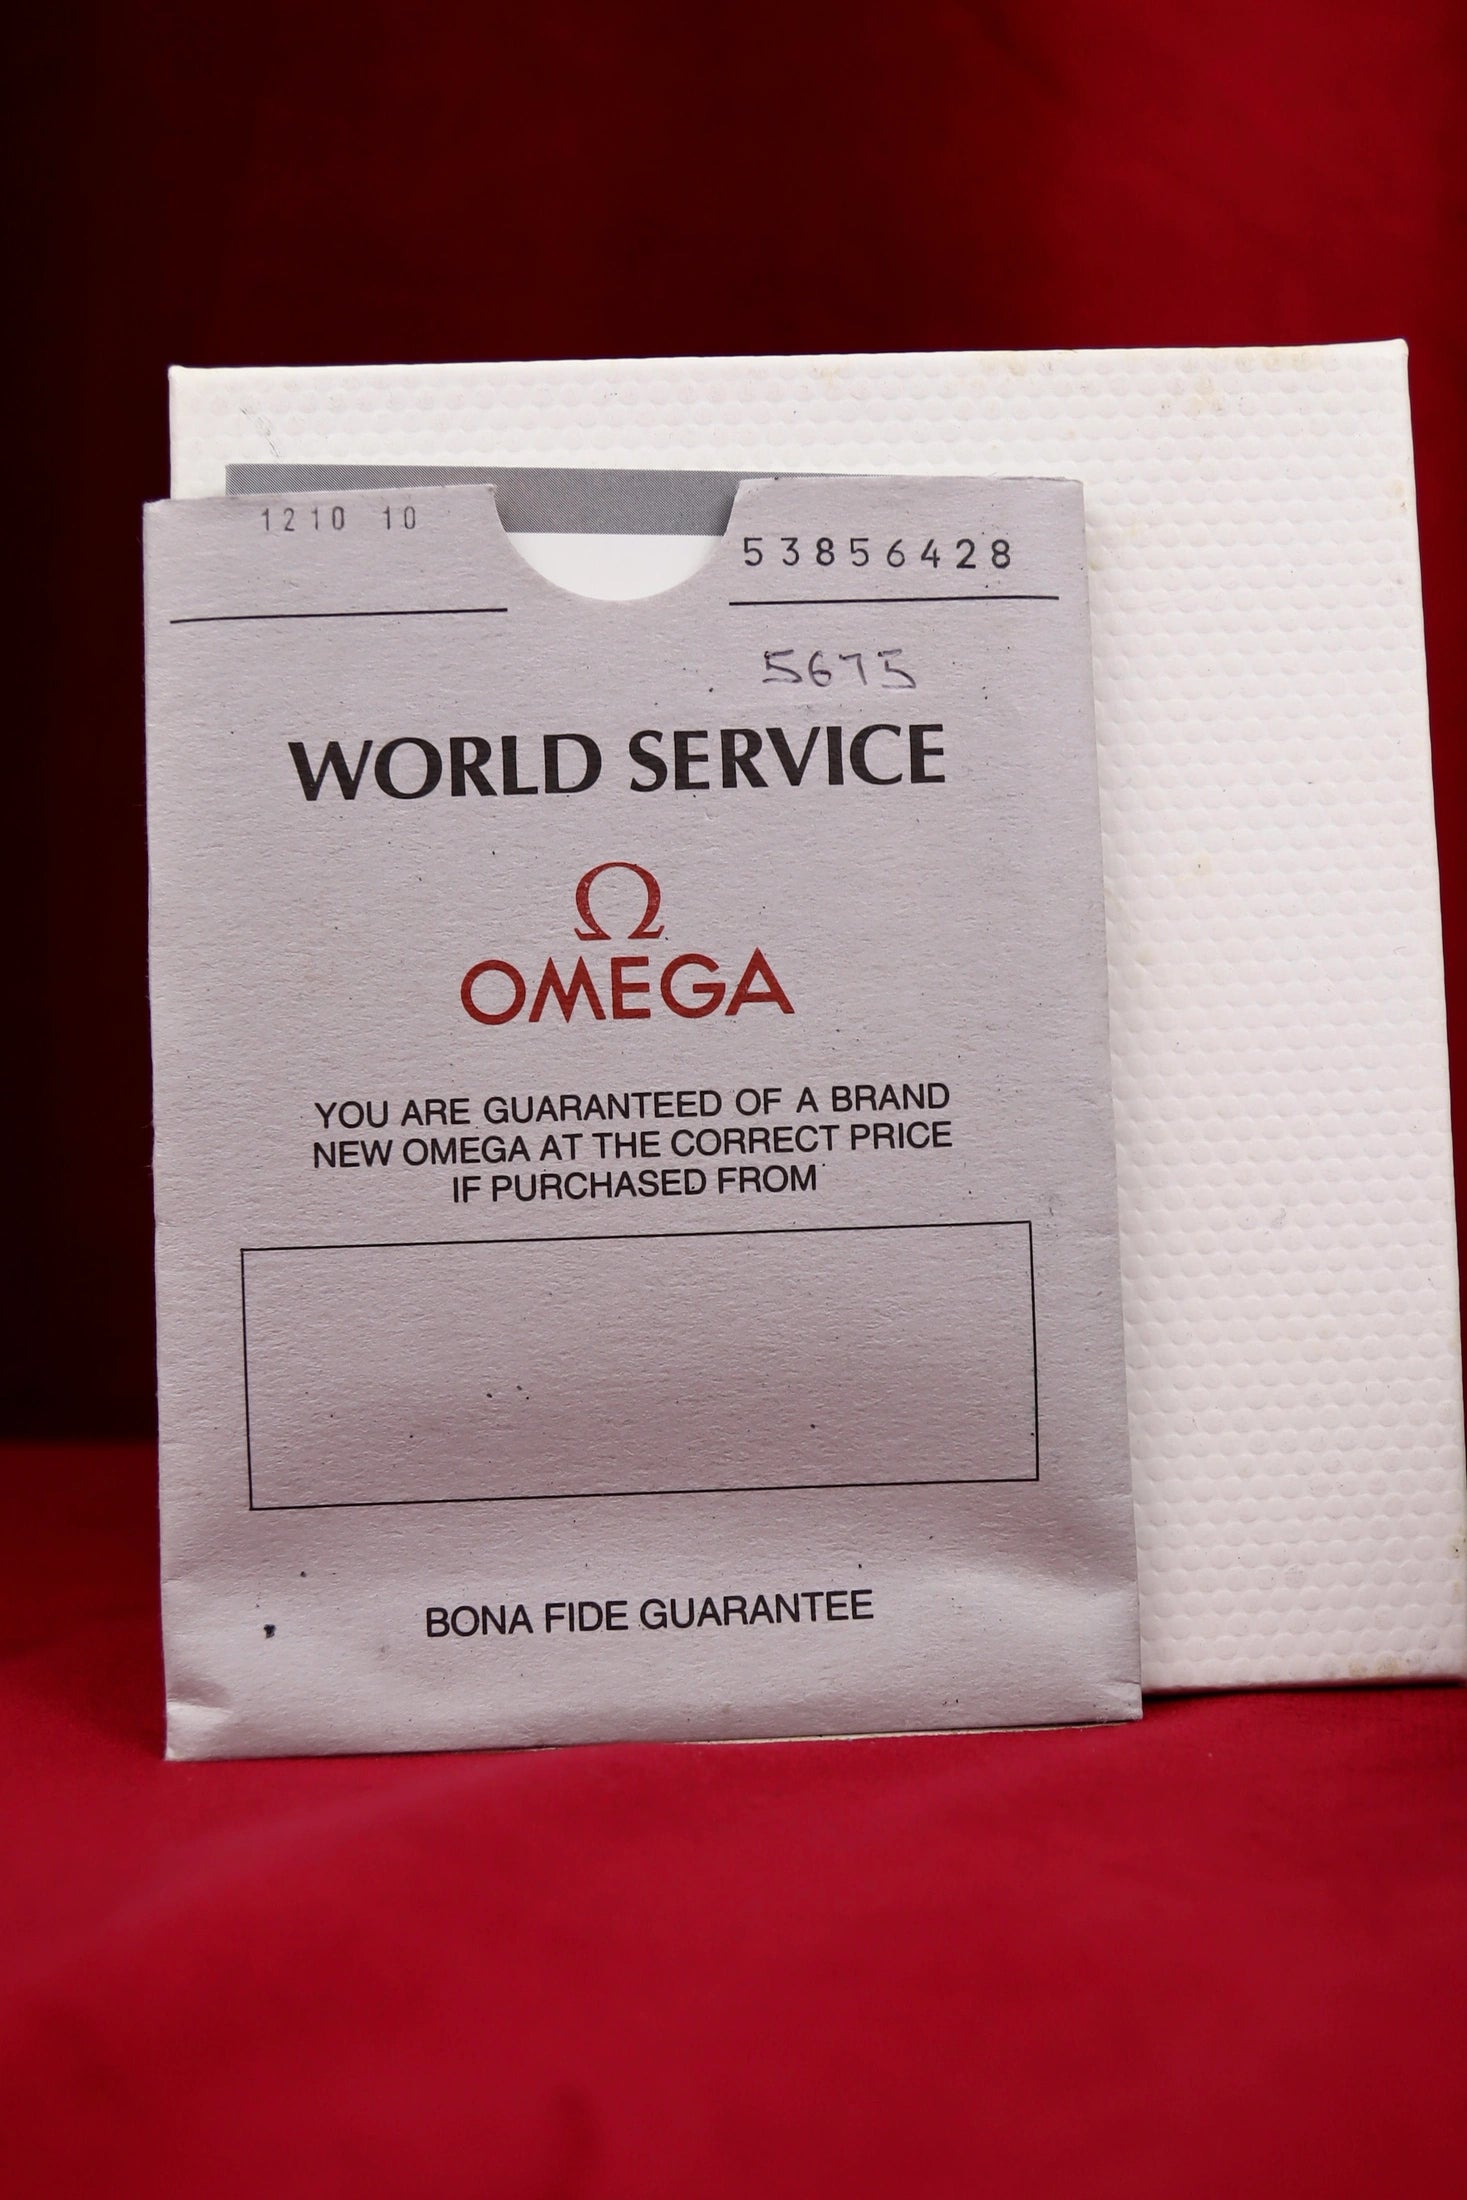 1210 10
53856428
5675
WORLD SERVICE
Ω
OMEGA
YOU ARE GUARANTEED OF A BRAND
NEW OMEGA AT THE CORRECT PRICE
IF PURCHASED FROM
BONA FIDE GUARANTEE